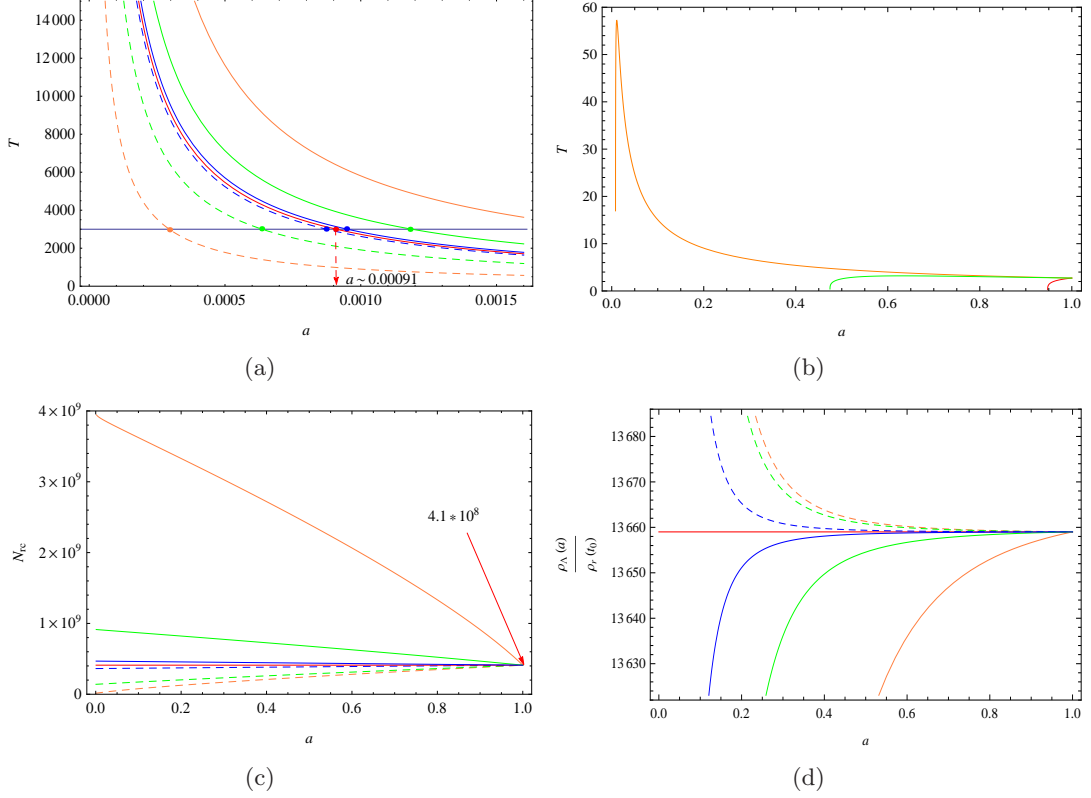 14 000
12 000
10 000
8000
6000
4000
2000
0
T
0.0000
0.0005
0.0010
0.0015
a ~ 0.00091
a
(a)
60
50
40
30
20
10
0
T
0.0
0.2
0.4
0.6
0.8
1.0
a
(b)
4 × 10⁹
3 × 10⁹
2 × 10⁹
1 × 10⁹
0
N_rc
4.1 * 10⁸
0.0
0.2
0.4
0.6
0.8
1.0
a
(c)
13 680
13 670
13 660
13 650
13 640
13 630
ρ_Λ (a)
ρ_r (t₀)
0.0
0.2
0.4
0.6
0.8
1.0
a
(d)